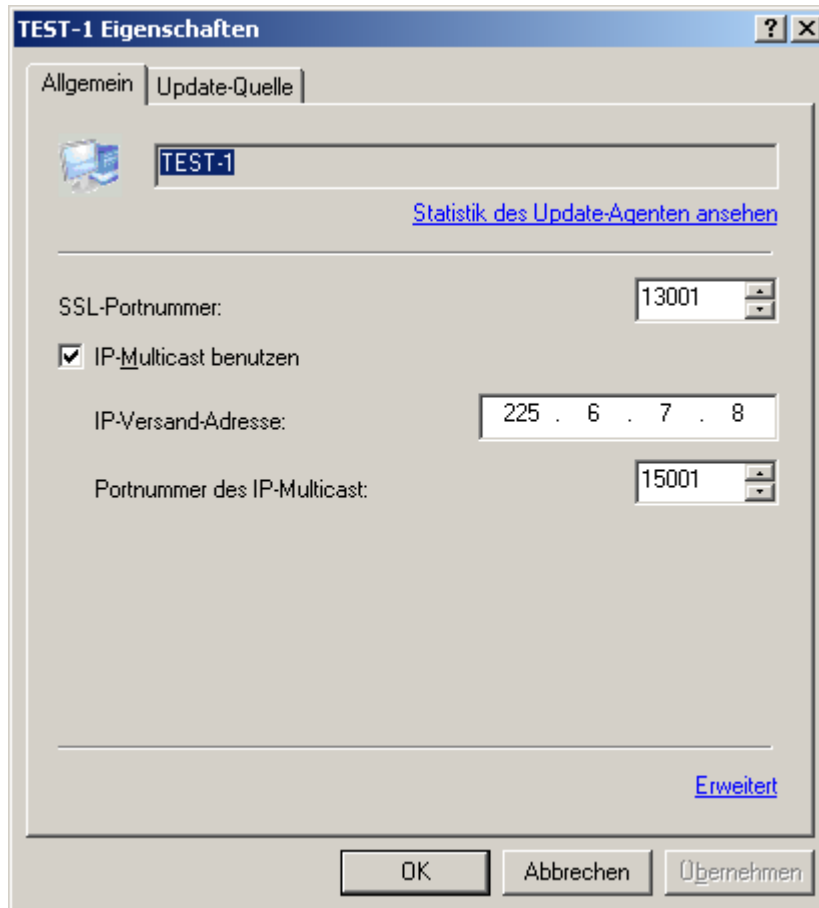 TEST-1 Eigenschaften
Allgemein Update-Quelle
TEST-1
Statistik des Update-Agenten ansehen
SSL-Portnummer: 13001
IP-Multicast benutzen
IP-Versand-Adresse: 225 . 6 . 7 . 8
Portnummer des IP-Multicast: 15001
Erweitert
OK Abbrechen Übernehmen